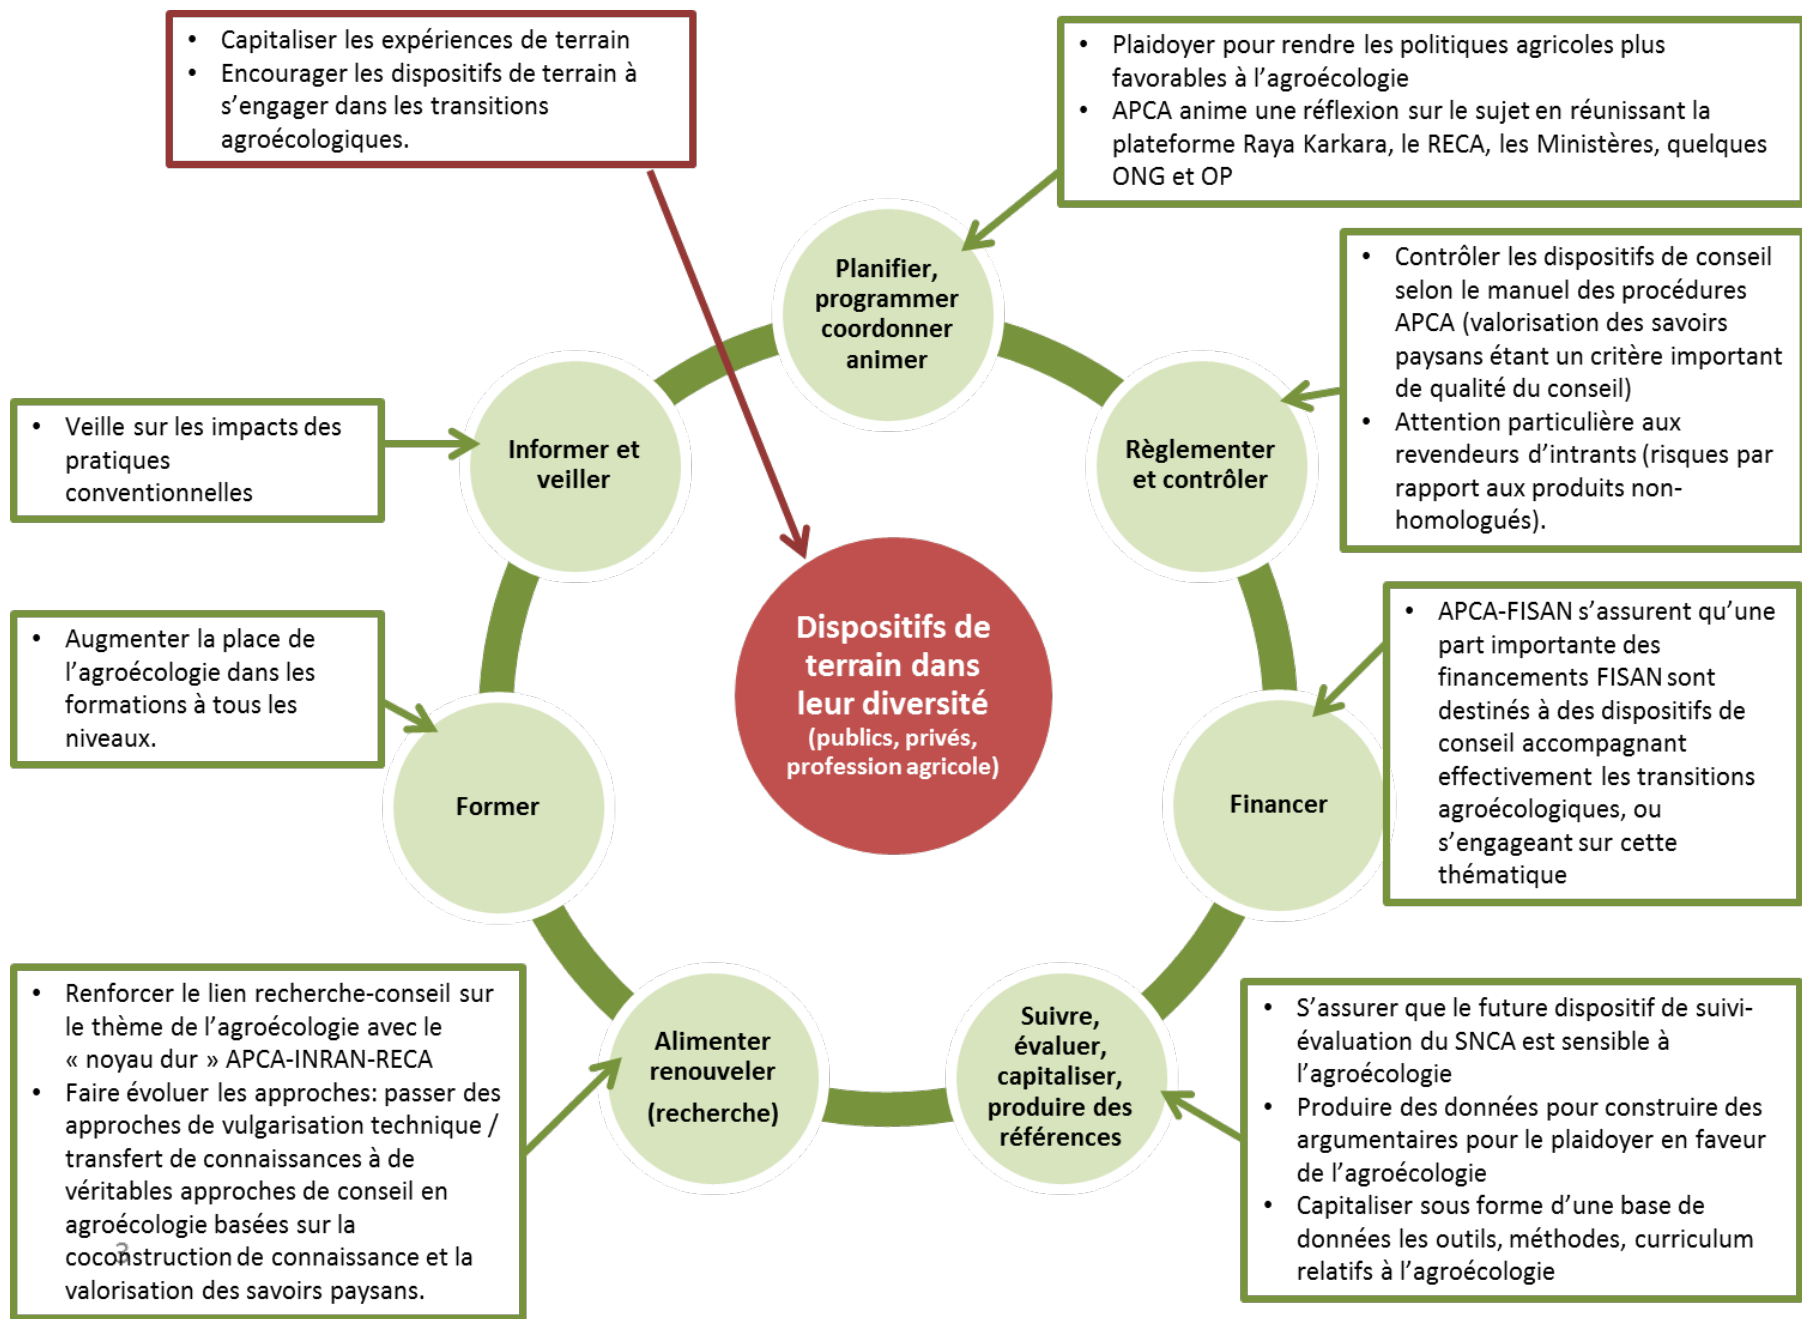 • Capitaliser les expériences de terrain
• Encourager les dispositifs de terrain à
s’engager dans les transitions
agroécologiques.
• Plaidoyer pour rendre les politiques agricoles plus
favorables à l’agroécologie
• APCA anime une réflexion sur le sujet en réunissant la
plateforme Raya Karkara, le RECA, les Ministères, quelques
ONG et OP
Planifier,
programmer
coordonner
animer
• Contrôler les dispositifs de conseil
selon le manuel des procédures
APCA (valorisation des savoirs
paysans étant un critère important
de qualité du conseil)
• Attention particulière aux
revendeurs d’intrants (risques par
rapport aux produits non-
homologués).
Règlementer
et contrôler
• Veille sur les impacts des
pratiques
conventionnelles
Informer et
veiller
Dispositifs de
terrain dans
leur diversité
(publics, privés,
profession agricole)
• APCA-FISAN s’assurent qu’une
part importante des
financements FISAN sont
destinés à des dispositifs de
conseil accompagnant
effectivement les transitions
agroécologiques, ou
s’engageant sur cette
thématique
Financer
• Augmenter la place de
l’agroécologie dans les
formations à tous les
niveaux.
Former
• Renforcer le lien recherche-conseil sur
le thème de l’agroécologie avec le
« noyau dur » APCA-INRAN-RECA
• Faire évoluer les approches: passer des
approches de vulgarisation technique /
transfert de connaissances à de
véritables approches de conseil en
agroécologie basées sur la
coconstruction de connaissance et la
valorisation des savoirs paysans.
3
Alimenter
renouveler
(recherche)
Suivre,
évaluer,
capitaliser,
produire des
références
• S’assurer que le future dispositif de suivi-
évaluation du SNCA est sensible à
l’agroécologie
• Produire des données pour construire des
argumentaires pour le plaidoyer en faveur
de l’agroécologie
• Capitaliser sous forme d’une base de
données les outils, méthodes, curriculum
relatifs à l’agroécologie